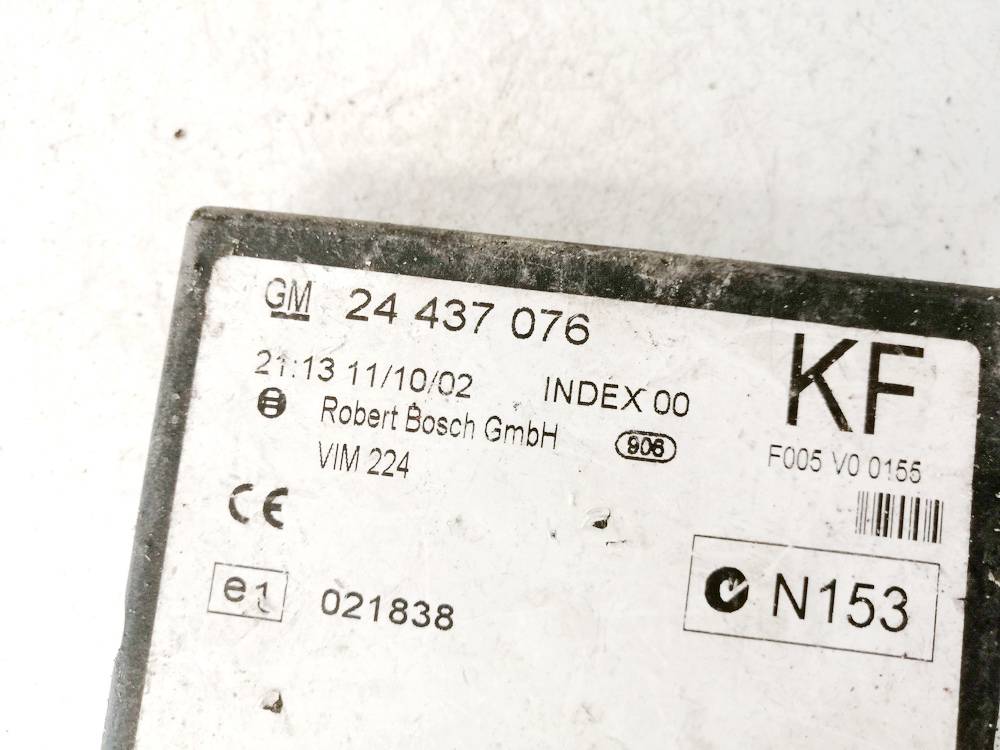 GM 24 437 076
KF
21:13 11/10/02 INDEX 00
Robert Bosch GmbH 906
VIM 224
F005 V0 0155
CE
e1 021838
N153